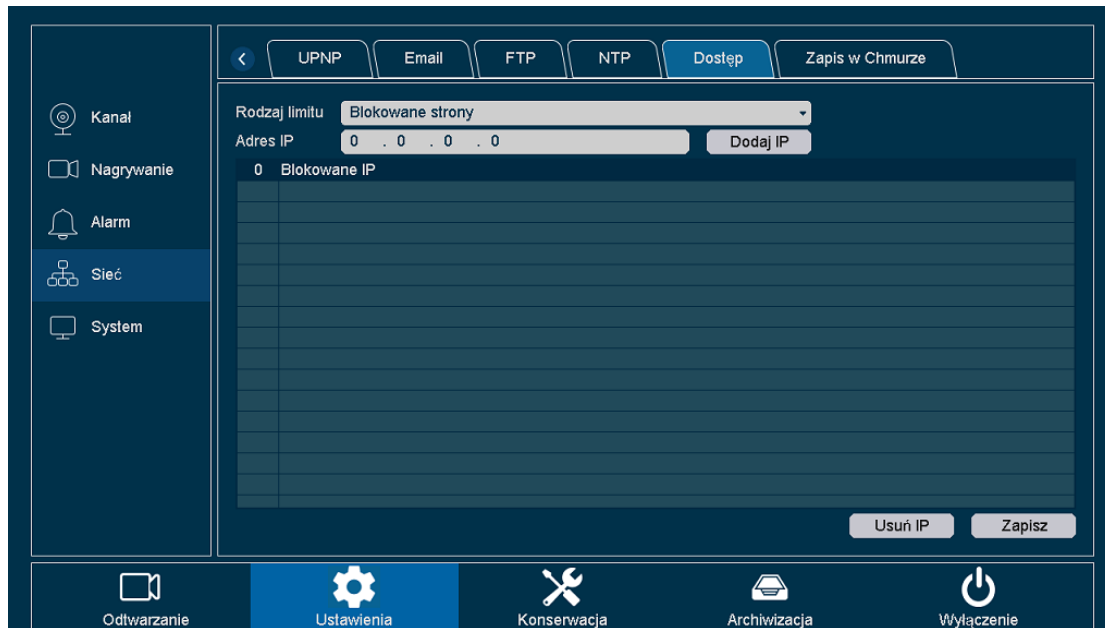 UPNP Email FTP NTP Dostęp Zapis w Chmurze
Kanał
Nagrywanie
Alarm
Sieć
System
Rodzaj limitu Blokowane strony
Adres IP 0 . 0 . 0 . 0 Dodaj IP
0 Blokowane IP
Usuń IP Zapisz
Odtwarzanie Ustawienia Konserwacja Archiwizacja Wyłączenie